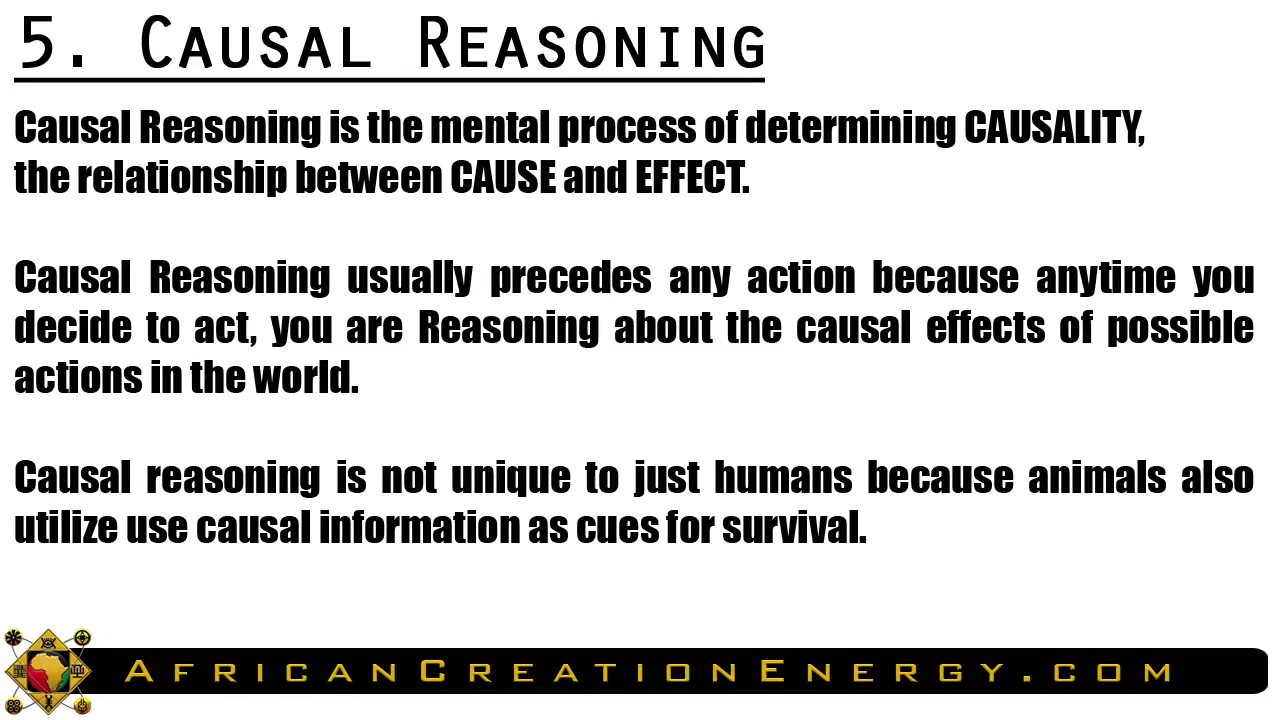 5. Causal Reasoning
Causal Reasoning is the mental process of determining CAUSALITY,
the relationship between CAUSE and EFFECT.
Causal Reasoning usually precedes any action because anytime you
decide to act, you are Reasoning about the causal effects of possible
actions in the world.
Causal reasoning is not unique to just humans because animals also
utilize use causal information as cues for survival.
AfricanCreationEnergy.com